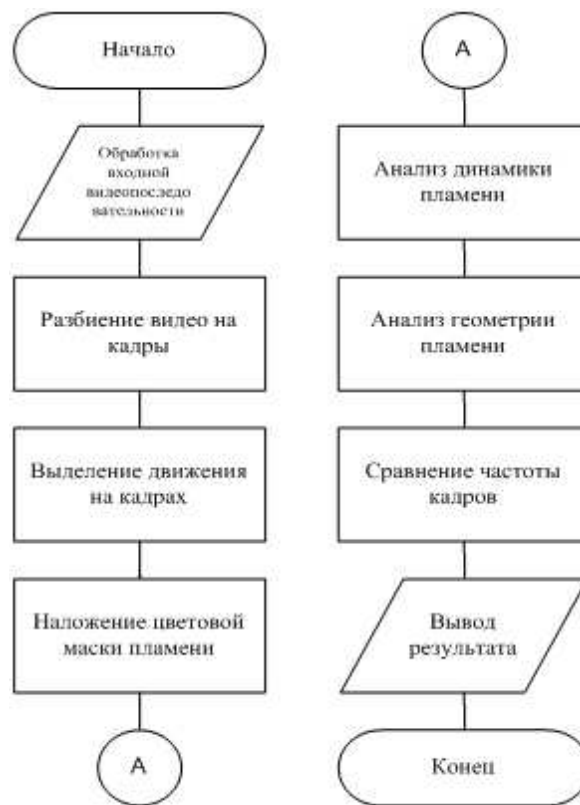 Начало
Обработка
входной
видеопоследо
вательности
Разбиение видео на
кадры
Выделение движения
на кадрах
Наложение цветовой
маски пламени
А
А
Анализ динамики
пламени
Анализ геометрии
пламени
Сравнение частоты
кадров
Вывод
результата
Конец